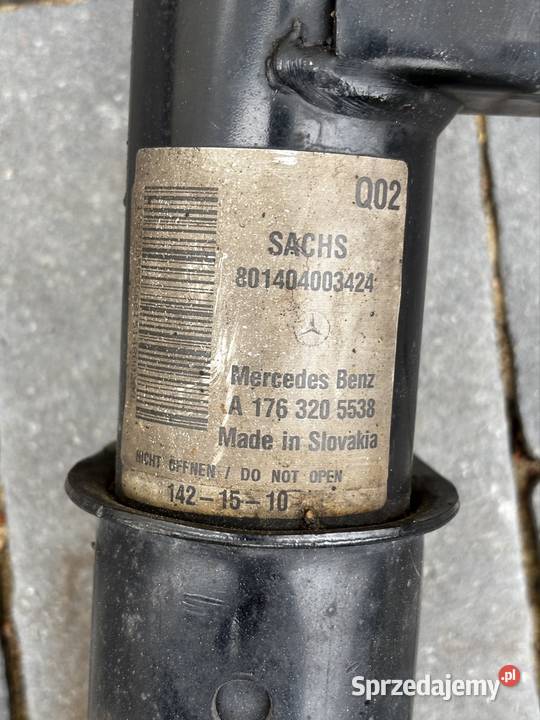 Q02
SACHS
801404003424
Mercedes Benz
A 176 320 5538
Made in Slovakia
NICHT ÖFFNEN / DO NOT OPEN
142-15-10
Sprzedajemy.pl